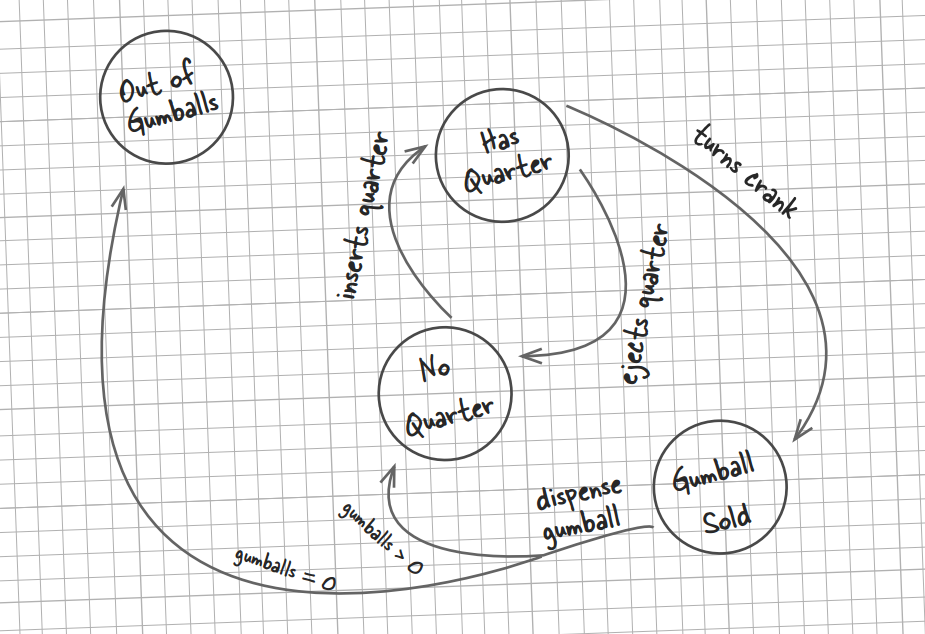 Out of
Gumballs
Has
Quarter
turns crank
inserts quarter
ejects quarter
No
Quarter
Gumball
Sold
dispense
gumball
gumballs > 0
gumballs = 0